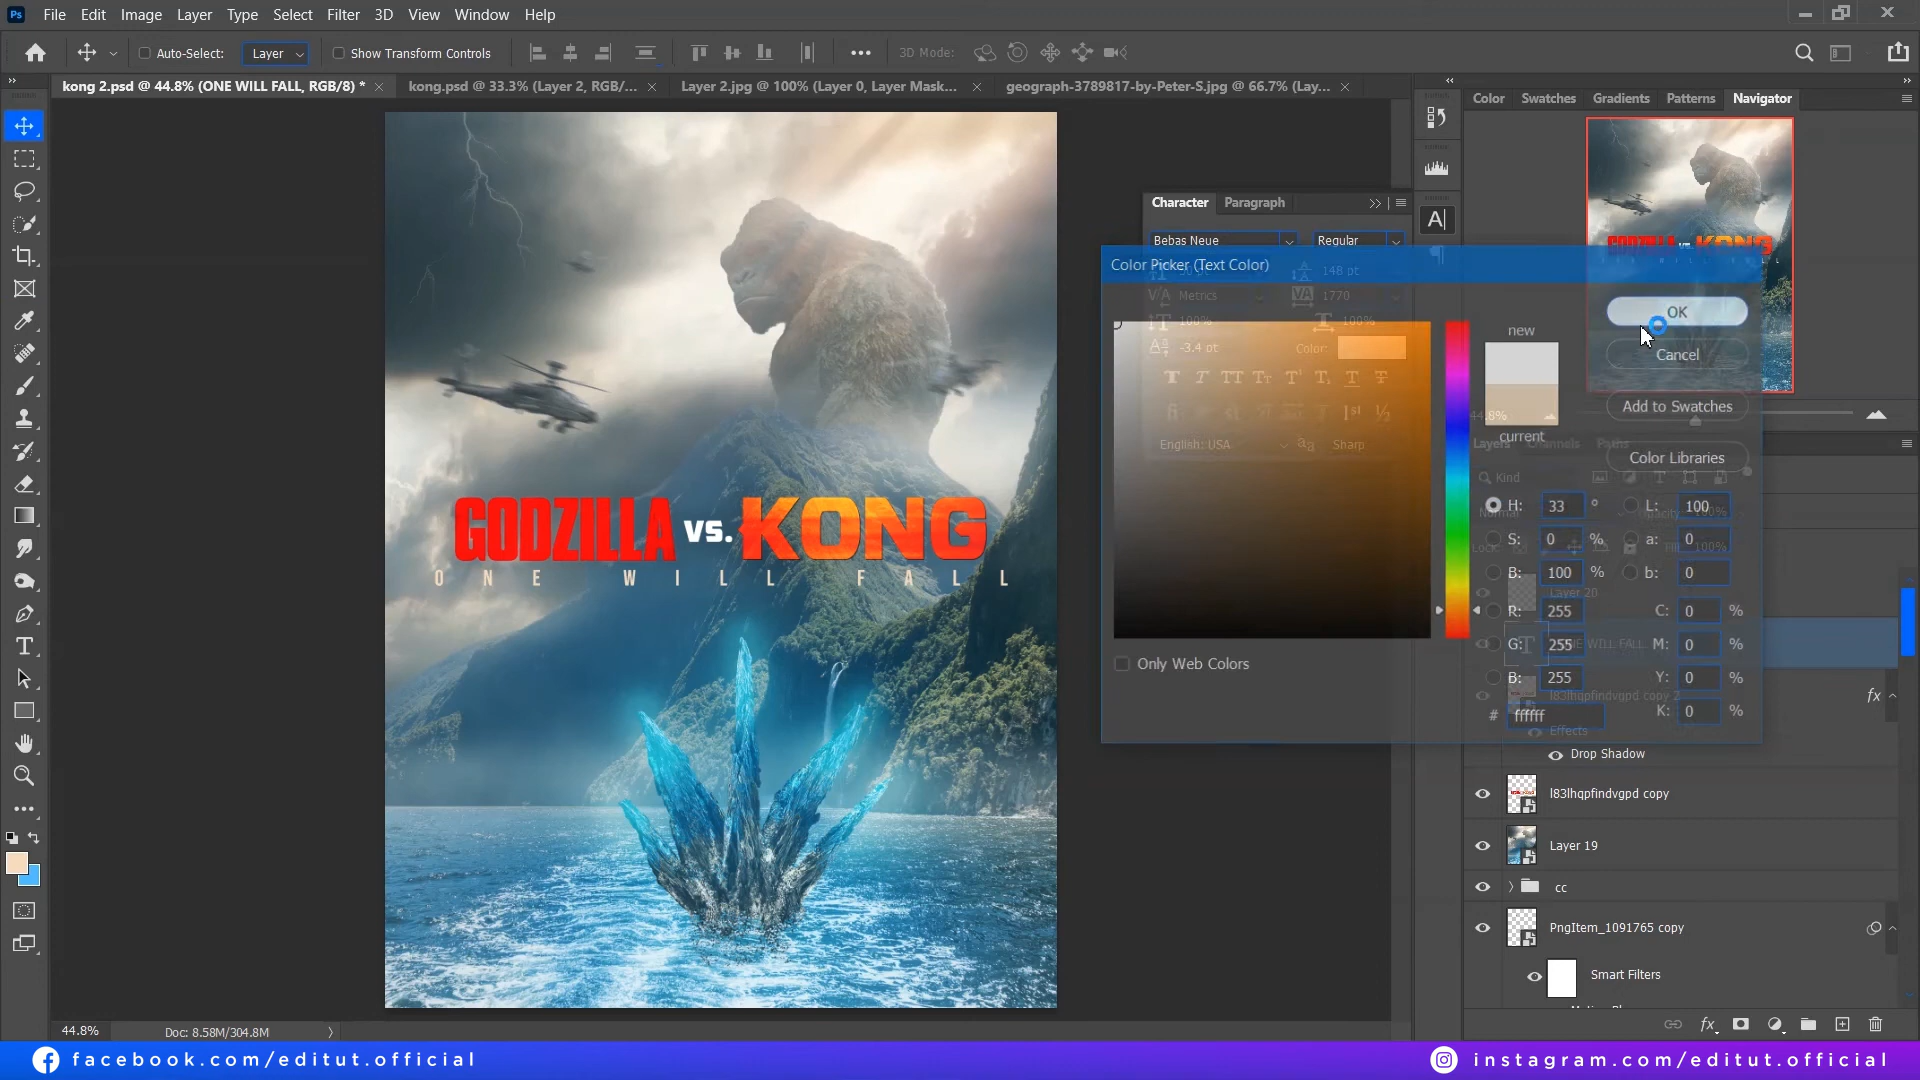 Ps File Edit Image Layer Type Select Filter 3D View Window Help
Auto-Select: Layer Show Transform Controls ••• 3D Mode:
kong 2.psd @ 44.8% (ONE WILL FALL, RGB/8) * kong.psd @ 33.3% (Layer 2, RGB/... Layer 2.jpg @ 100% (Layer 0, Layer Mask... geograph-3789817-by-Peter-S.jpg @ 66.7% (Lay...
Color Swatches Gradients Patterns Navigator
Character Paragraph
Bebas Neue Regular
148 pt
Metrics 1770
100% 100%
-3.4 pt Color:
English: USA Sharp
Color Picker (Text Color)
new
current
OK
Cancel
Add to Swatches
Color Libraries
H: 33 ° L: 100
S: 0 % a: 0
B: 100 % b: 0
R: 255 C: 0 %
G: 255 M: 0 %
B: 255 Y: 0 %
# ffffff K: 0 %
Only Web Colors
44.8%
Layers Channels Paths
Kind
Normal Opacity: 100%
Lock: Fill: 100%
Layer 20
ONE WILL FALL
l83lhqpfindvgpd copy 2
fx
Effects
Drop Shadow
l83lhqpfindvgpd copy
Layer 19
cc
PngItem_1091765 copy
Smart Filters
fx
GODZILLA vs. KONG
ONE WILL FALL
44.8% Doc: 8.58M/304.8M
facebook.com/editut.official
instagram.com/editut.official